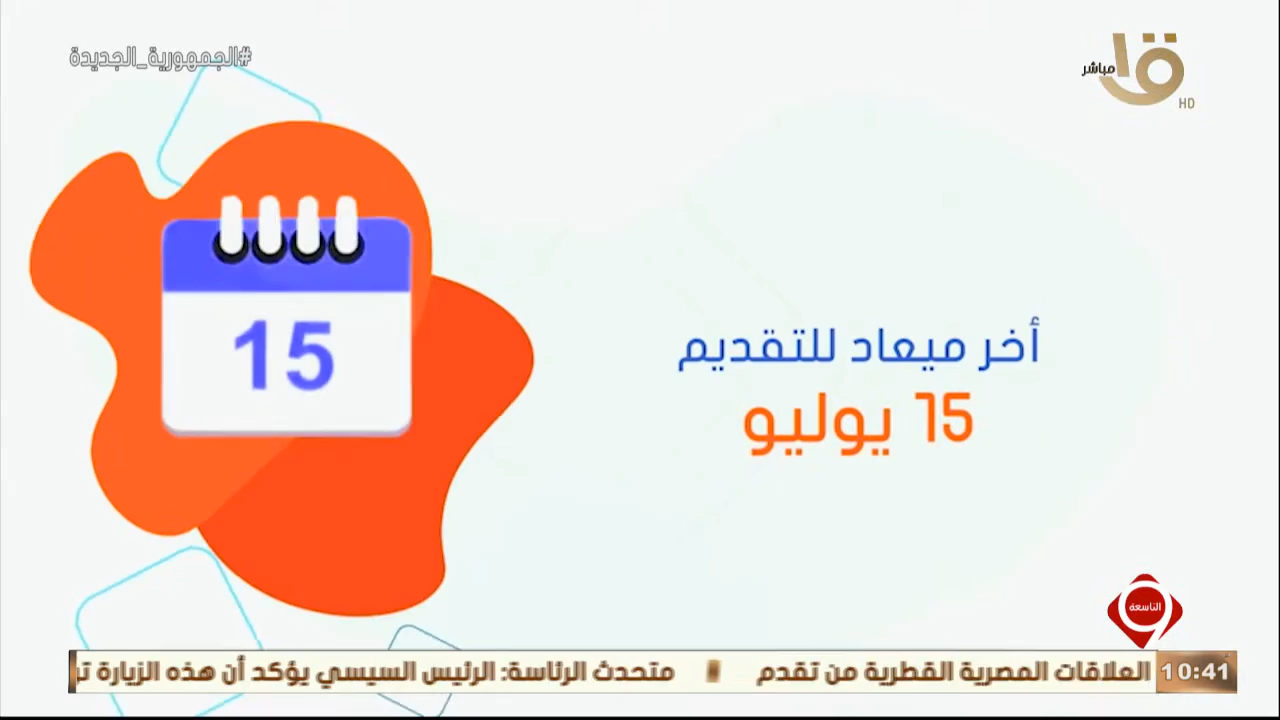 #الجمهورية_الجديدة
مباشر
HD
15
أخر ميعاد للتقديم
15 يوليو
التاسعة
9
10:41
العلاقات المصرية القطرية من تقدم
متحدث الرئاسة: الرئيس السيسي يؤكد أن هذه الزيارة